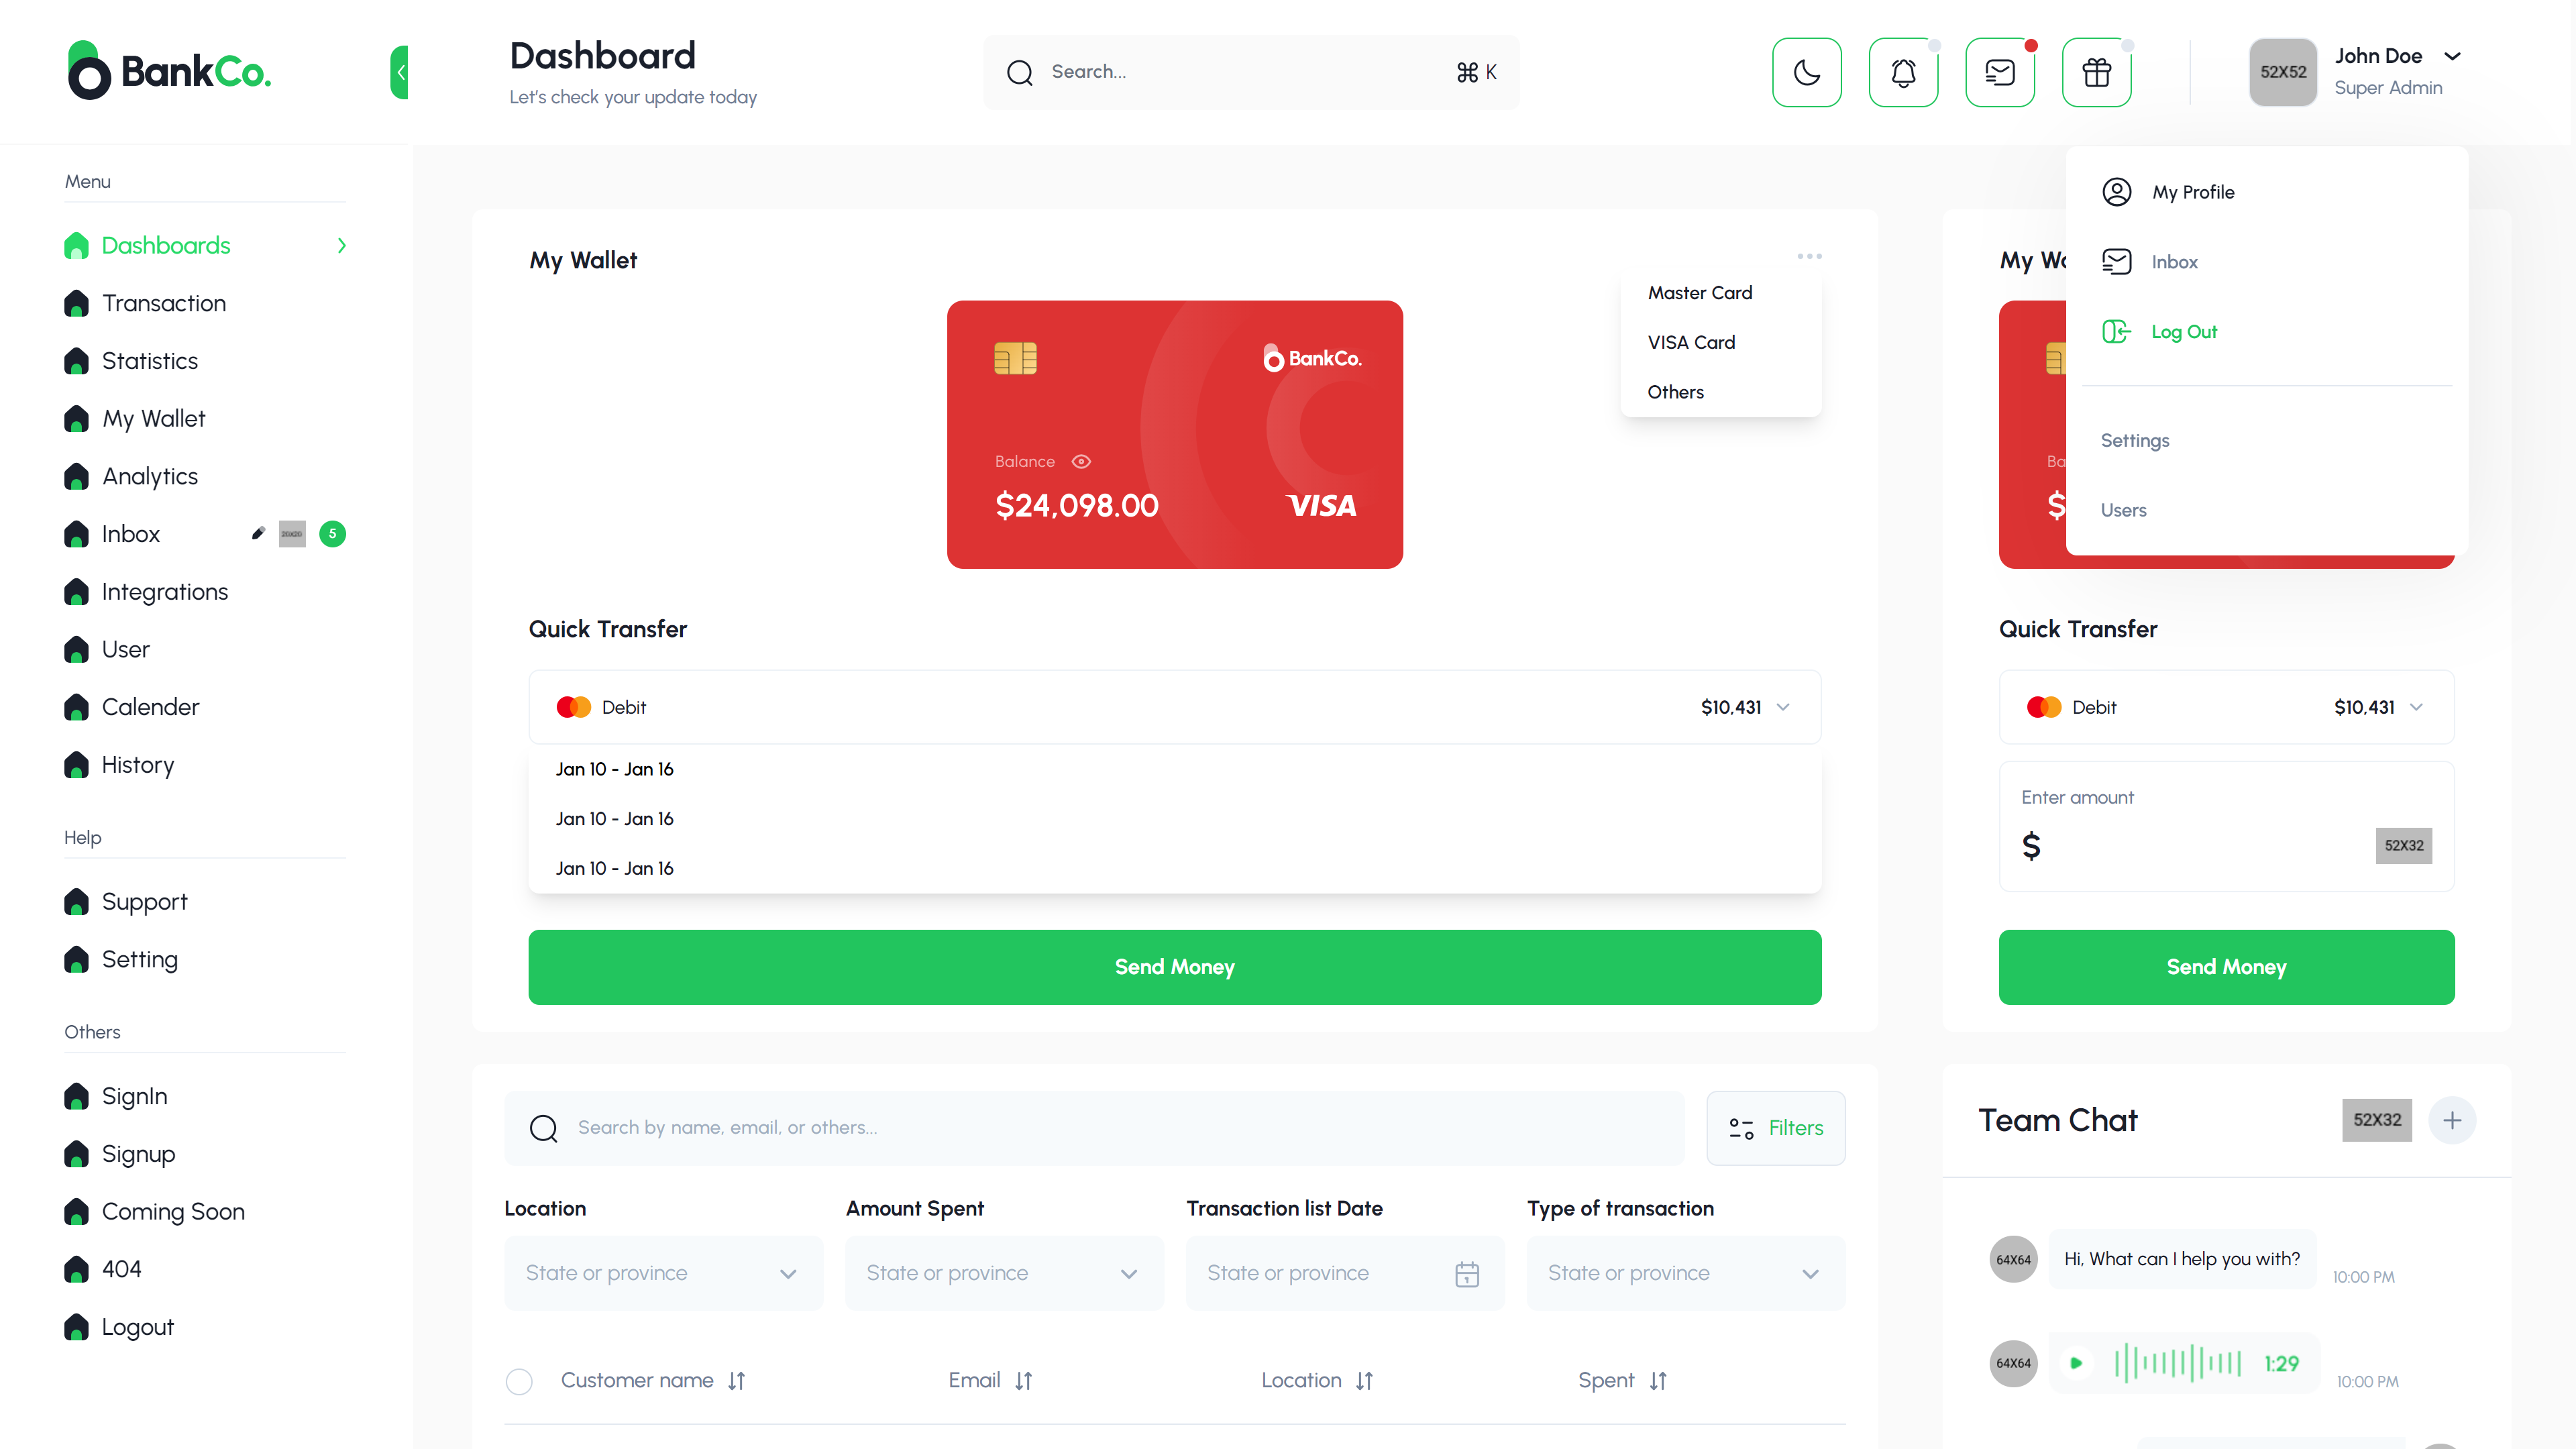 BankCo.
Dashboard
Let's check your update today
Search...
⌘ K
52X52
John Doe
Super Admin
Menu
Dashboards
Transaction
Statistics
My Wallet
Analytics
Inbox
20X20
5
Integrations
User
Calender
History
Help
Support
Setting
Others
SignIn
Signup
Coming Soon
404
Logout
My Wallet
Master Card
VISA Card
Others
BankCo.
Balance
$24,098.00
VISA
Quick Transfer
Debit
$10,431
Jan 10 - Jan 16
Jan 10 - Jan 16
Jan 10 - Jan 16
Send Money
My Profile
Inbox
Log Out
Settings
Users
My
Ba
$
Quick Transfer
Debit
$10,431
Enter amount
$
52X32
Send Money
Search by name, email, or others...
Filters
Location
Amount Spent
Transaction list Date
Type of transaction
State or province
State or province
State or province
State or province
Customer name
Email
Location
Spent
Team Chat
52X32
64X64
Hi, What can I help you with?
10:00 PM
64X64
1:29
10:00 PM